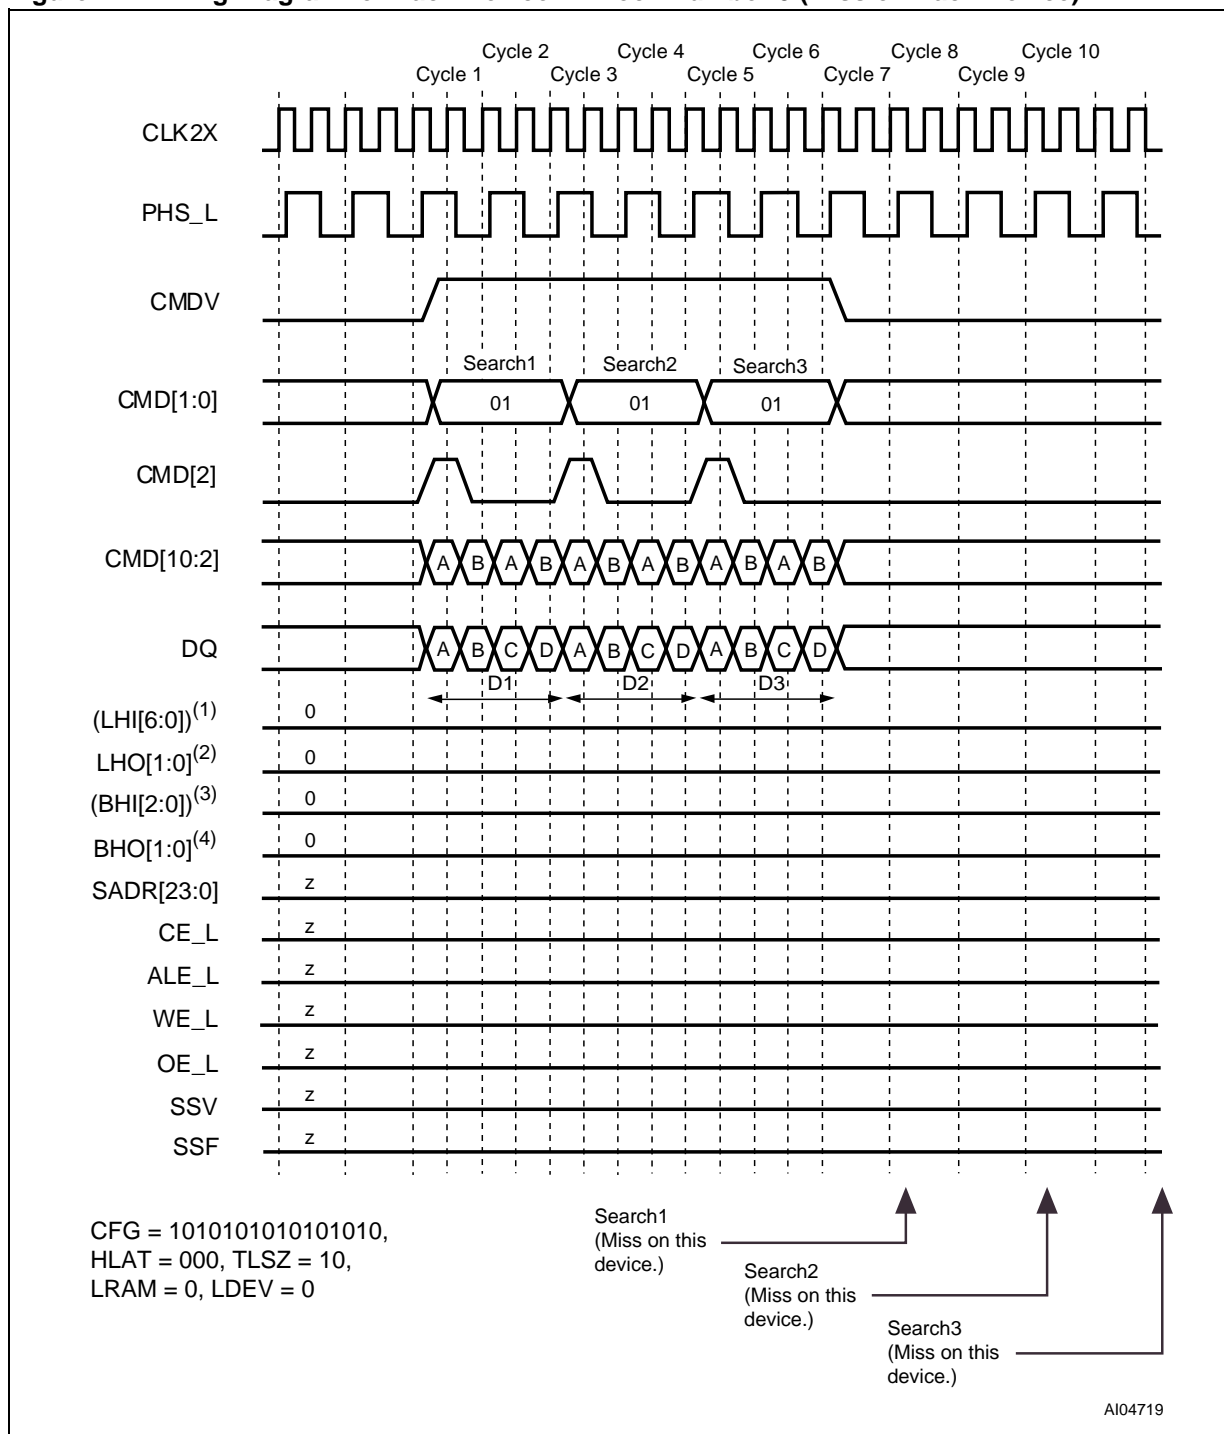 Cycle 2 Cycle 4 Cycle 6 Cycle 8 Cycle 10
Cycle 1 Cycle 3 Cycle 5 Cycle 7 Cycle 9
CLK2X
PHS_L
CMDV
Search1 Search2 Search3
CMD[1:0] 01 01 01
CMD[2]
CMD[10:2] A B A B A B A B A B A B
DQ A B C D A B C D A B C D
D1 D2 D3
(LHI[6:0])(1) 0
LHO[1:0](2) 0
(BHI[2:0])(3) 0
BHO[1:0](4) 0
SADR[23:0] z
CE_L z
ALE_L z
WE_L z
OE_L z
SSV z
SSF z
CFG = 1010101010101010,
HLAT = 000, TLSZ = 10,
LRAM = 0, LDEV = 0
Search1
(Miss on this
device.)
Search2
(Miss on this
device.)
Search3
(Miss on this
device.)
AI04719